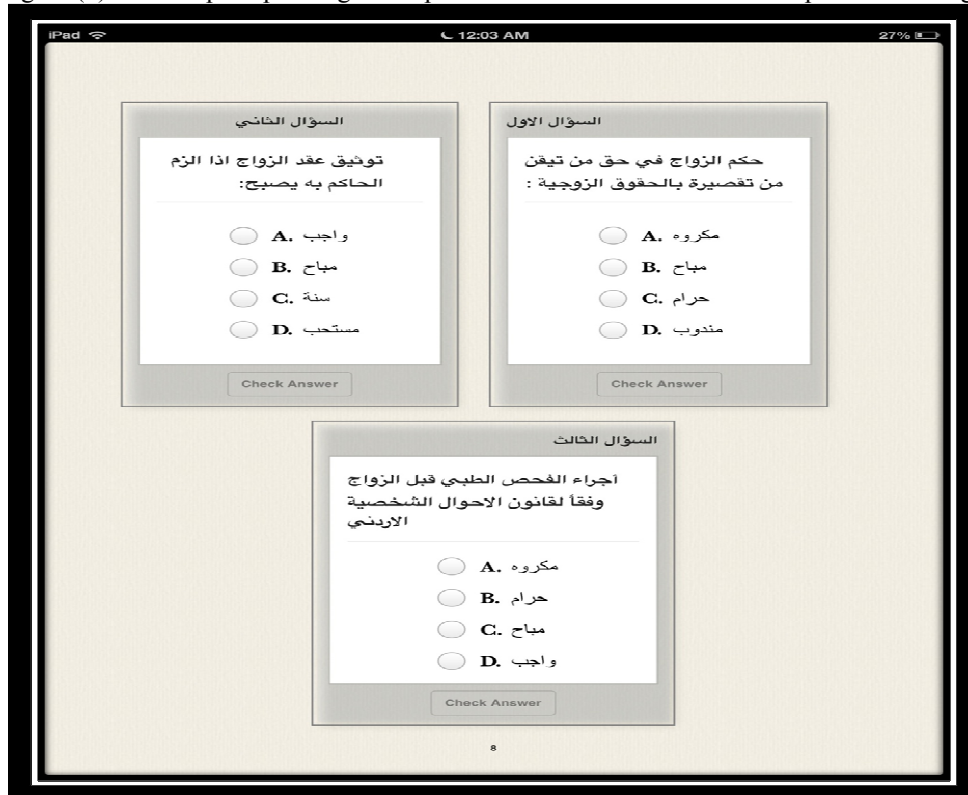 iPad
12:03 AM
27%
السؤال الاول
حكم الزواج في حق من تيقن
من تقصيرة بالحقوق الزوجية :
A. مكروه
B. مباح
C. حرام
D. مندوب
Check Answer
السؤال الثاني
توثيق عقد الزواج اذا الزم
الحاكم به يصبح:
A. واجب
B. مباح
C. سنة
D. مستحب
Check Answer
السؤال الثالث
أجراء الفحص الطبي قبل الزواج
وفقاً لقانون الاحوال الشخصية
الاردني
A. مكروه
B. حرام
C. مباح
D. واجب
Check Answer
8